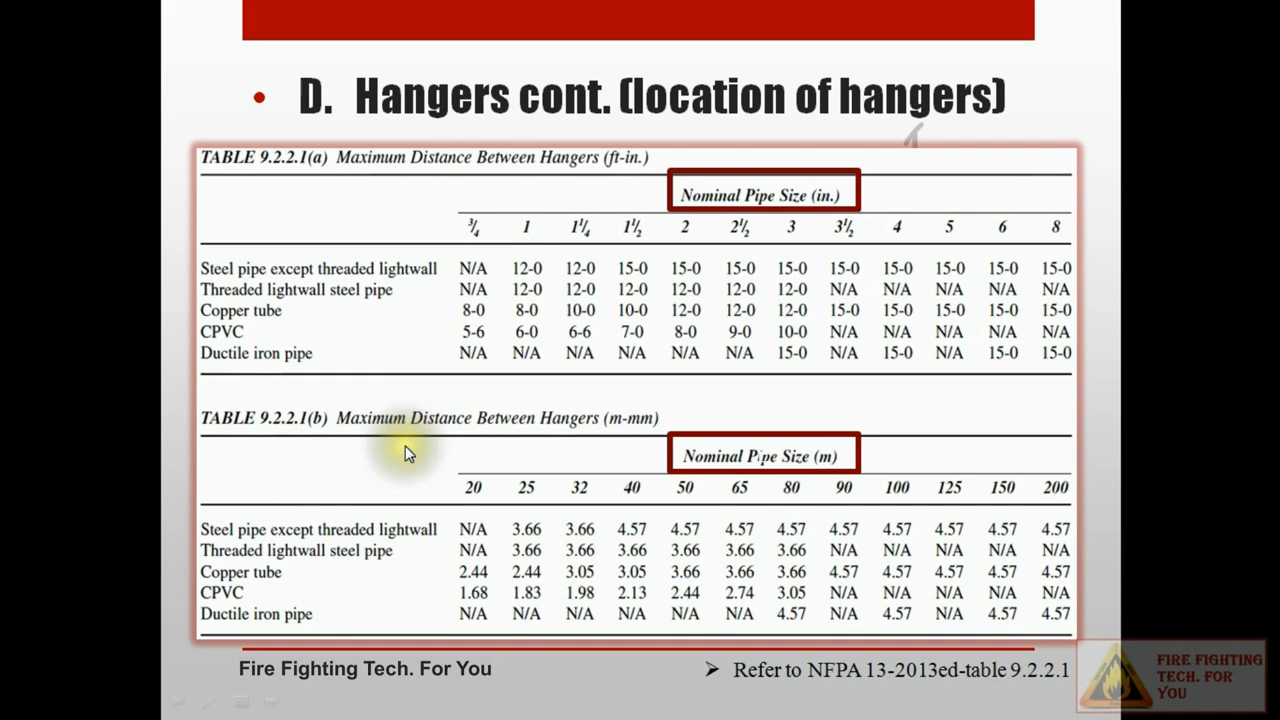 • D. Hangers cont. (location of hangers)
TABLE 9.2.2.1(a) Maximum Distance Between Hangers (ft-in.)
Nominal Pipe Size (in.)
¾ 1 1¼ 1½ 2 2½ 3 3½ 4 5 6 8
Steel pipe except threaded lightwall N/A 12-0 12-0 15-0 15-0 15-0 15-0 15-0 15-0 15-0 15-0 15-0
Threaded lightwall steel pipe N/A 12-0 12-0 12-0 12-0 12-0 12-0 N/A N/A N/A N/A N/A
Copper tube 8-0 8-0 10-0 10-0 12-0 12-0 12-0 15-0 15-0 15-0 15-0 15-0
CPVC 5-6 6-0 6-6 7-0 8-0 9-0 10-0 N/A N/A N/A N/A N/A
Ductile iron pipe N/A N/A N/A N/A N/A N/A 15-0 N/A 15-0 N/A 15-0 15-0
TABLE 9.2.2.1(b) Maximum Distance Between Hangers (m-mm)
Nominal Pipe Size (m)
20 25 32 40 50 65 80 90 100 125 150 200
Steel pipe except threaded lightwall N/A 3.66 3.66 4.57 4.57 4.57 4.57 4.57 4.57 4.57 4.57 4.57
Threaded lightwall steel pipe N/A 3.66 3.66 3.66 3.66 3.66 3.66 N/A N/A N/A N/A N/A
Copper tube 2.44 2.44 3.05 3.05 3.66 3.66 3.66 4.57 4.57 4.57 4.57 4.57
CPVC 1.68 1.83 1.98 2.13 2.44 2.74 3.05 N/A N/A N/A N/A N/A
Ductile iron pipe N/A N/A N/A N/A N/A N/A 4.57 N/A 4.57 N/A 4.57 4.57
Fire Fighting Tech. For You
➢ Refer to NFPA 13-2013ed-table 9.2.2.1
FIRE FIGHTING
TECH. FOR
YOU